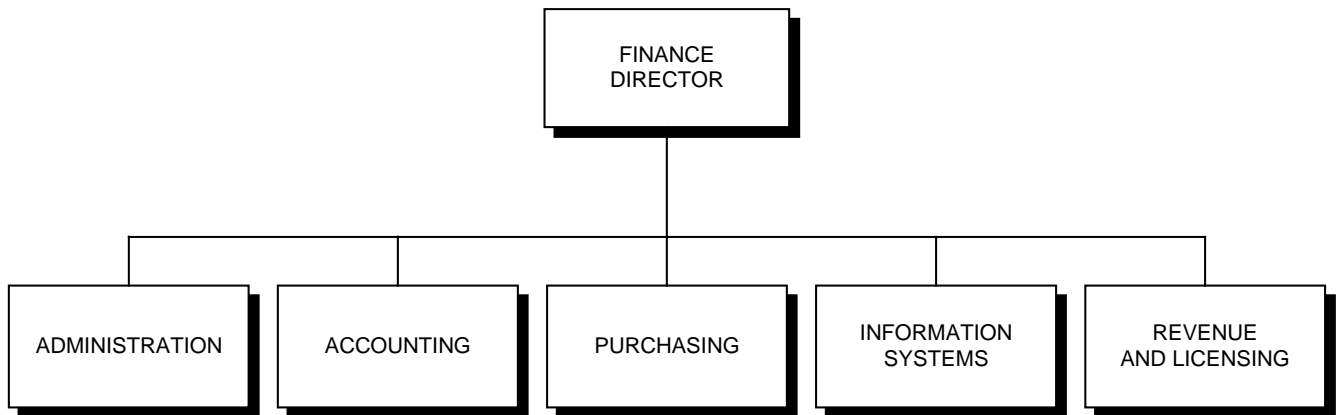 FINANCE
DIRECTOR
ADMINISTRATION
ACCOUNTING
PURCHASING
INFORMATION
SYSTEMS
REVENUE
AND LICENSING